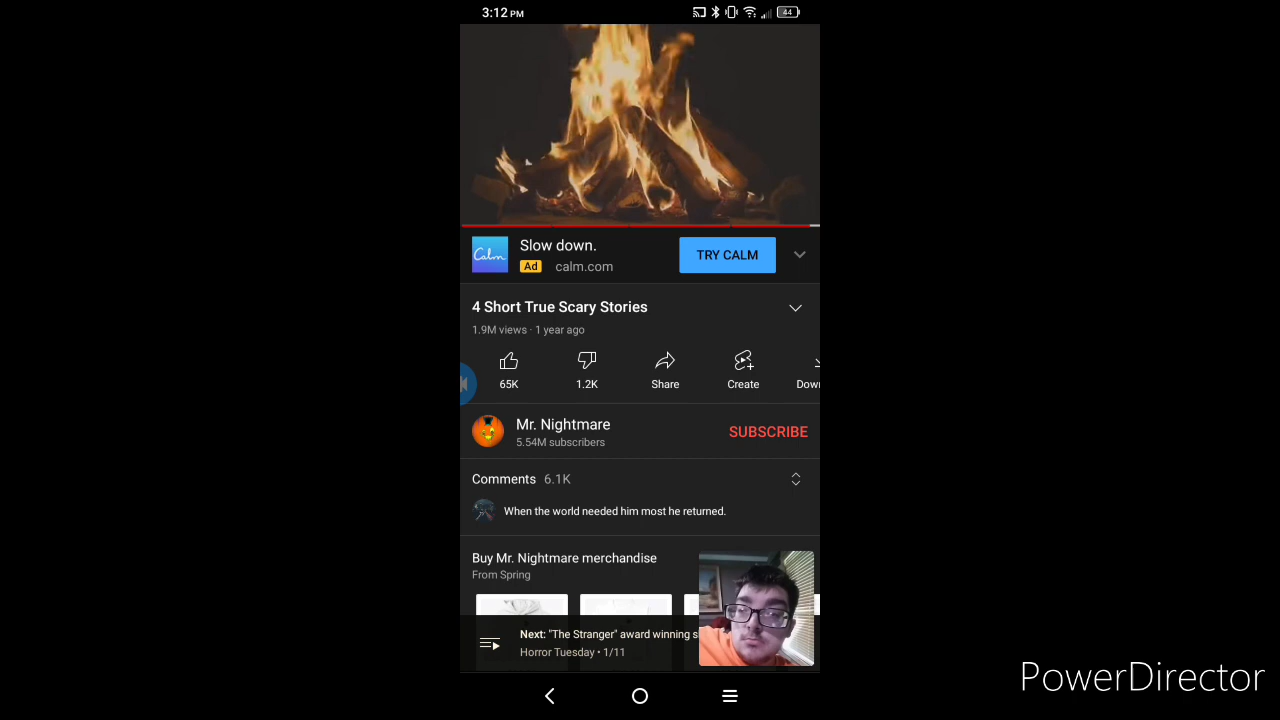 3:12 PM
44
Slow down.
Calm
TRY CALM
Ad calm.com
4 Short True Scary Stories
1.9M views · 1 year ago
65K 1.2K Share Create
Mr. Nightmare
5.54M subscribers
SUBSCRIBE
Comments 6.1K
When the world needed him most he returned.
Buy Mr. Nightmare merchandise
From Spring
Next: "The Stranger" award winning
Horror Tuesday • 1/11
PowerDirector